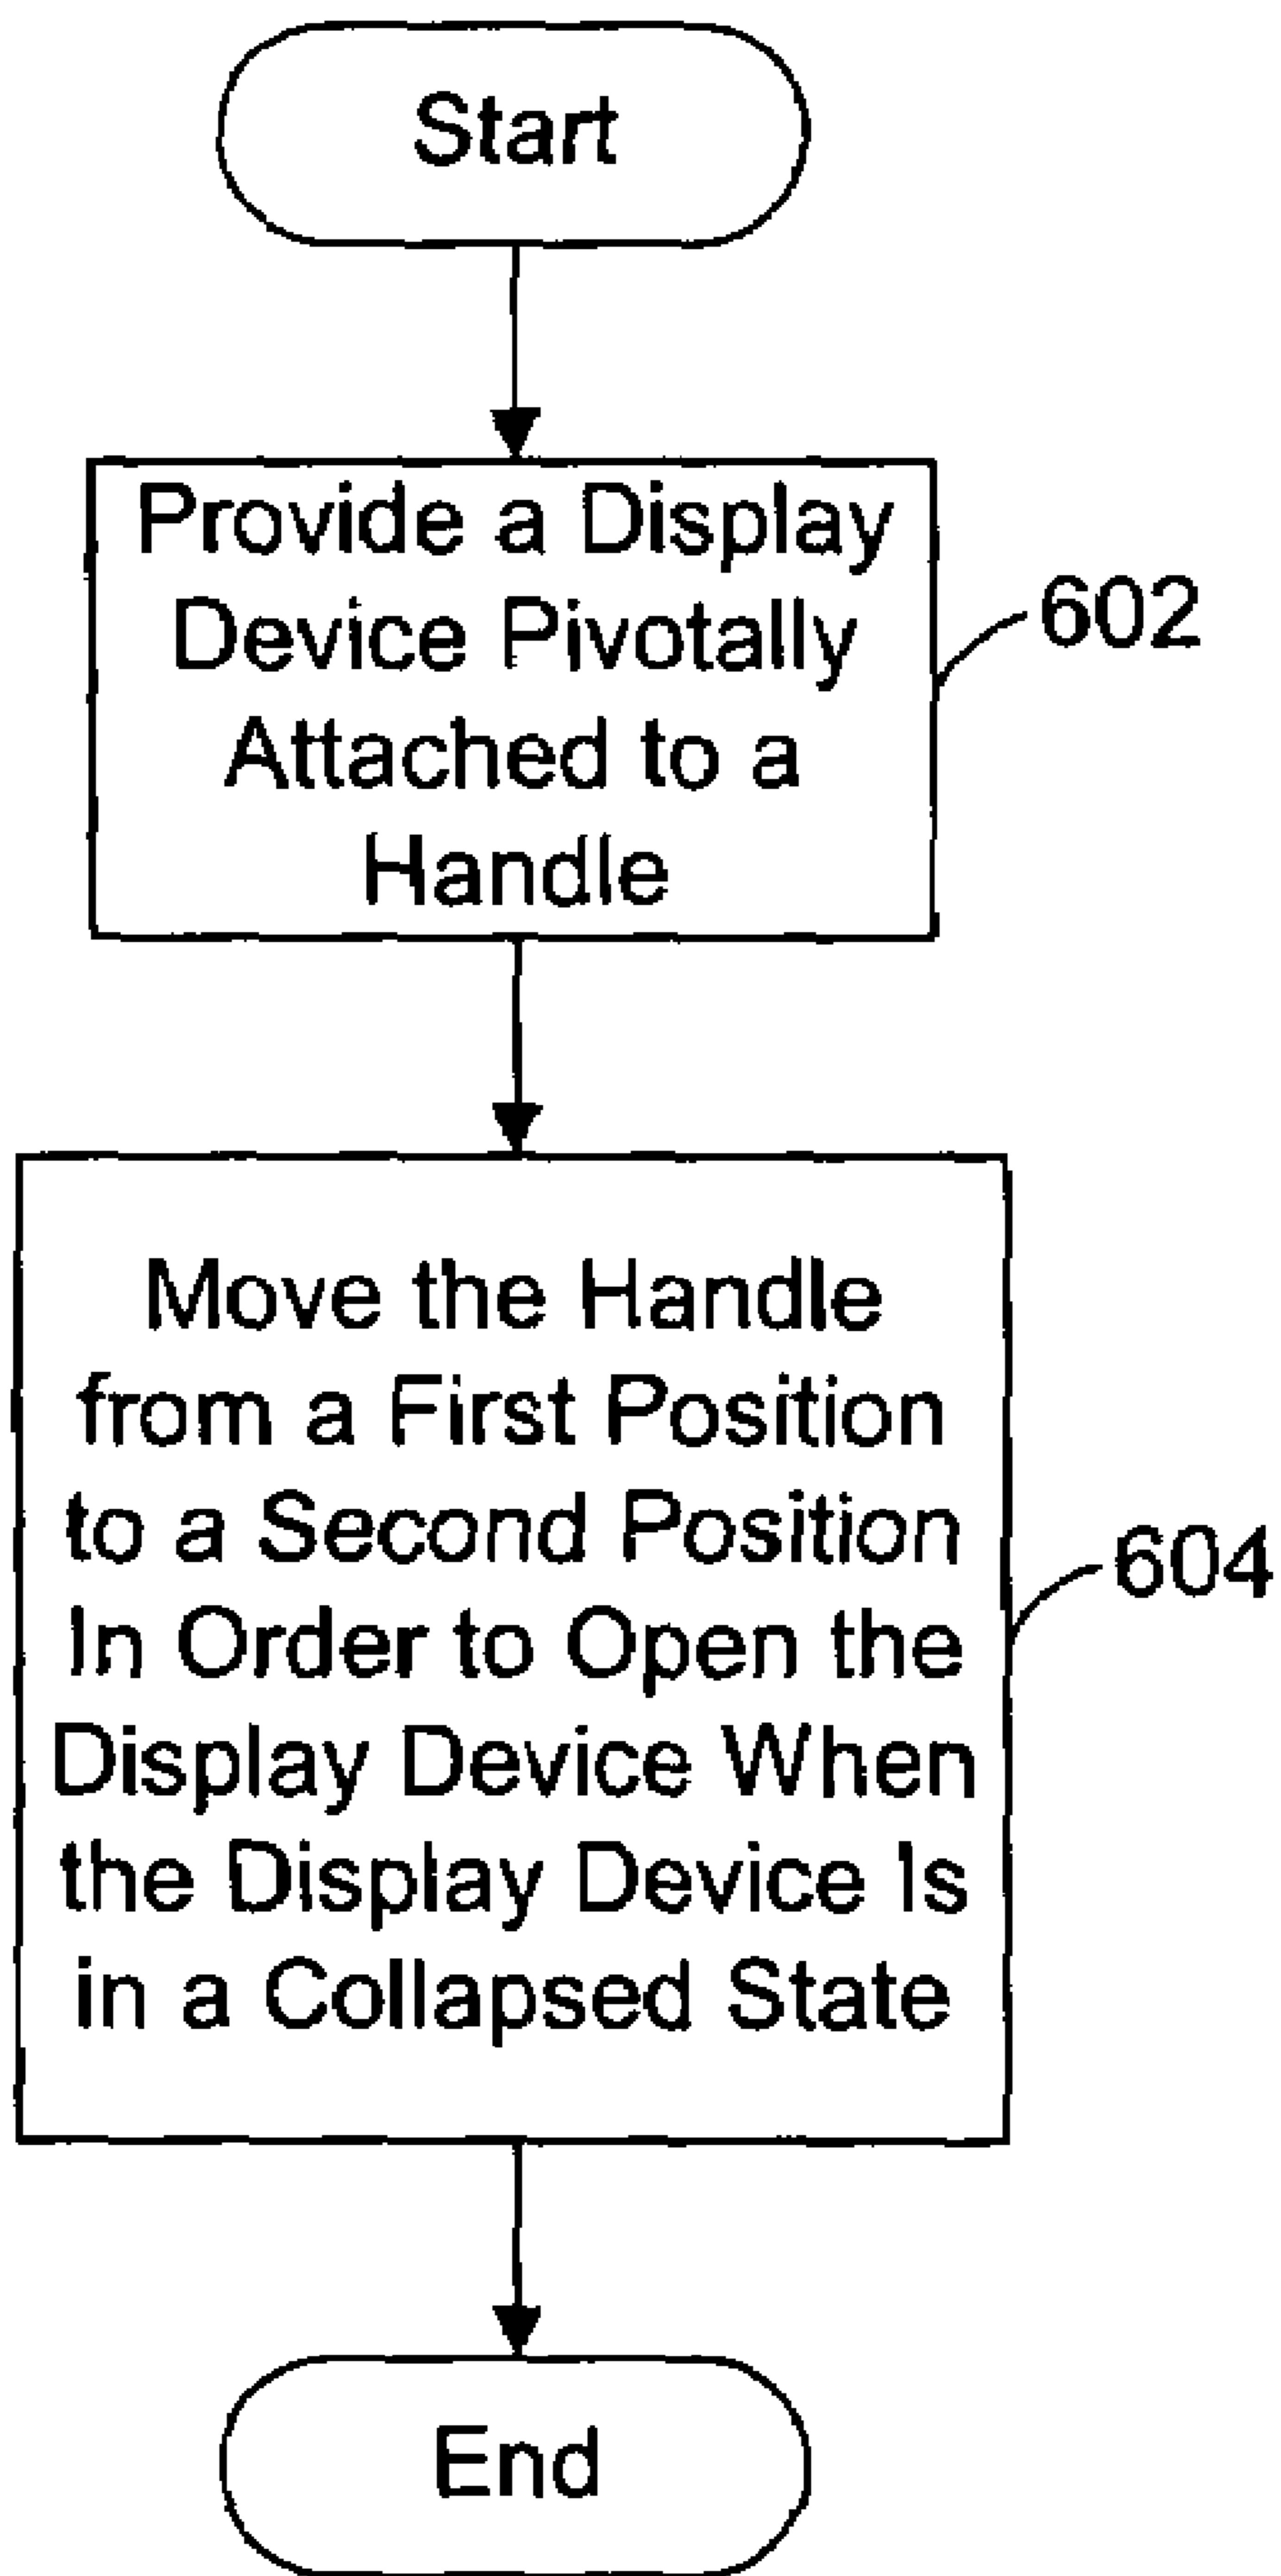 Start
Provide a Display
Device Pivotally
Attached to a
Handle
602
Move the Handle
from a First Position
to a Second Position
In Order to Open the
Display Device When
the Display Device Is
in a Collapsed State
604
End